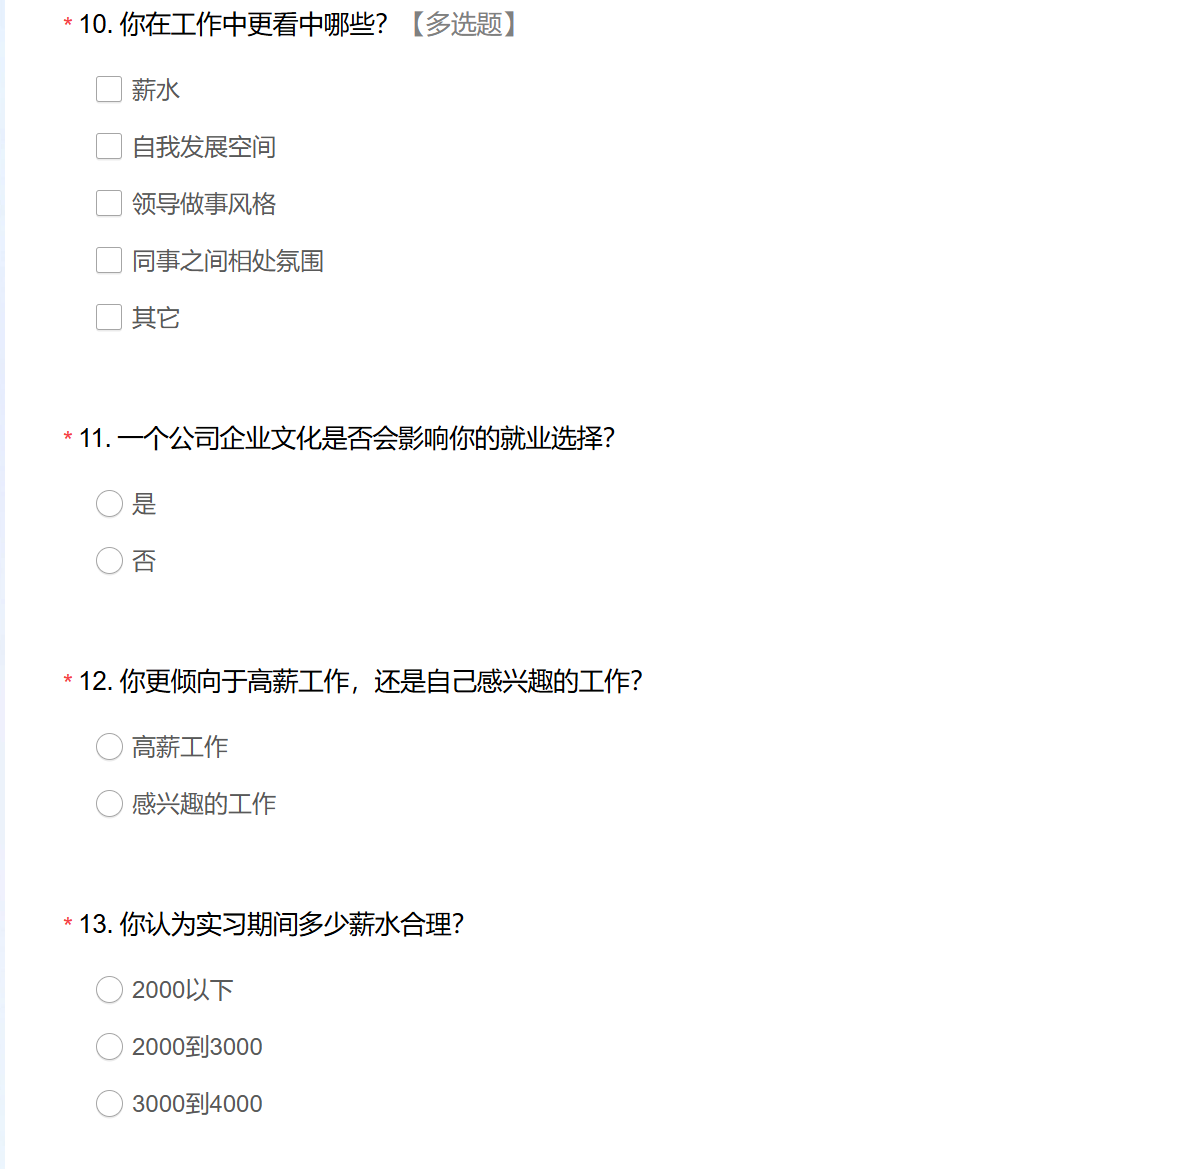 * 10. 你在工作中更看中哪些? 【多选题】
薪水
自我发展空间
领导做事风格
同事之间相处氛围
其它
* 11. 一个公司企业文化是否会影响你的就业选择?
是
否
* 12. 你更倾向于高薪工作，还是自己感兴趣的工作?
高薪工作
感兴趣的工作
* 13. 你认为实习期间多少薪水合理?
2000以下
2000到3000
3000到4000